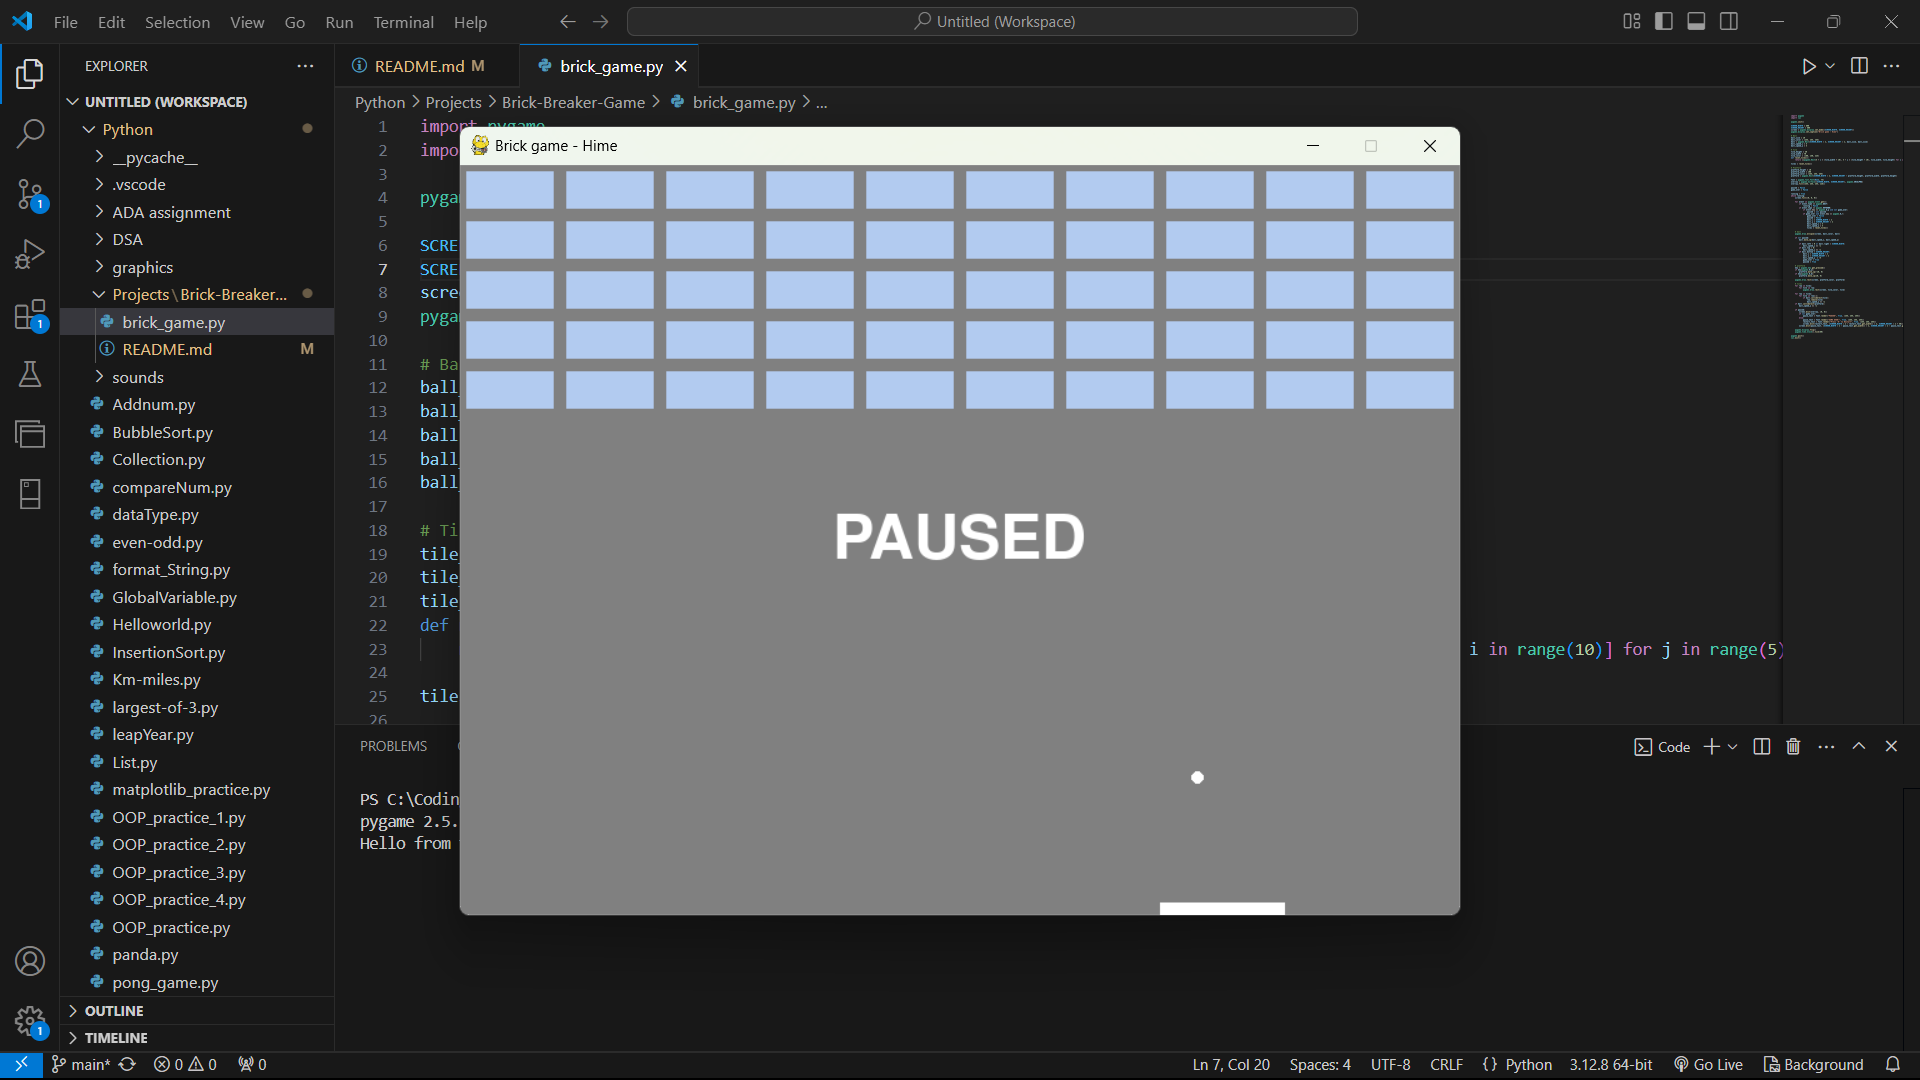 File Edit Selection View Go Run Terminal Help
Untitled (Workspace)
EXPLORER
UNTITLED (WORKSPACE)
Python
__pycache__
.vscode
ADA assignment
DSA
graphics
Projects\Brick-Breaker...
brick_game.py
README.md M
sounds
Addnum.py
BubbleSort.py
Collection.py
compareNum.py
dataType.py
even-odd.py
format_String.py
GlobalVariable.py
Helloworld.py
InsertionSort.py
Km-miles.py
largest-of-3.py
leapYear.py
List.py
matplotlib_practice.py
OOP_practice_1.py
OOP_practice_2.py
OOP_practice_3.py
OOP_practice_4.py
OOP_practice.py
panda.py
pong_game.py
OUTLINE
TIMELINE
1
1
1
README.md M
brick_game.py
Python > Projects > Brick-Breaker-Game > brick_game.py > ...
1 import pygame
2 impo
3
4 pyga
5
6 SCRE
7 SCRE
8 scre
9 pyga
10
11 # Ba
12 ball
13 ball
14 ball
15 ball
16 ball
17
18 # Ti
19 tile
20 tile
21 tile
22 def
23 i in range(10)] for j in range(5)
24
25 tile
26
Brick game - Hime
PAUSED
PROBLEMS
Code
PS C:\Codin
pygame 2.5.
Hello from
main* 0 0 0
Ln 7, Col 20 Spaces: 4 UTF-8 CRLF {} Python 3.12.8 64-bit Go Live Background